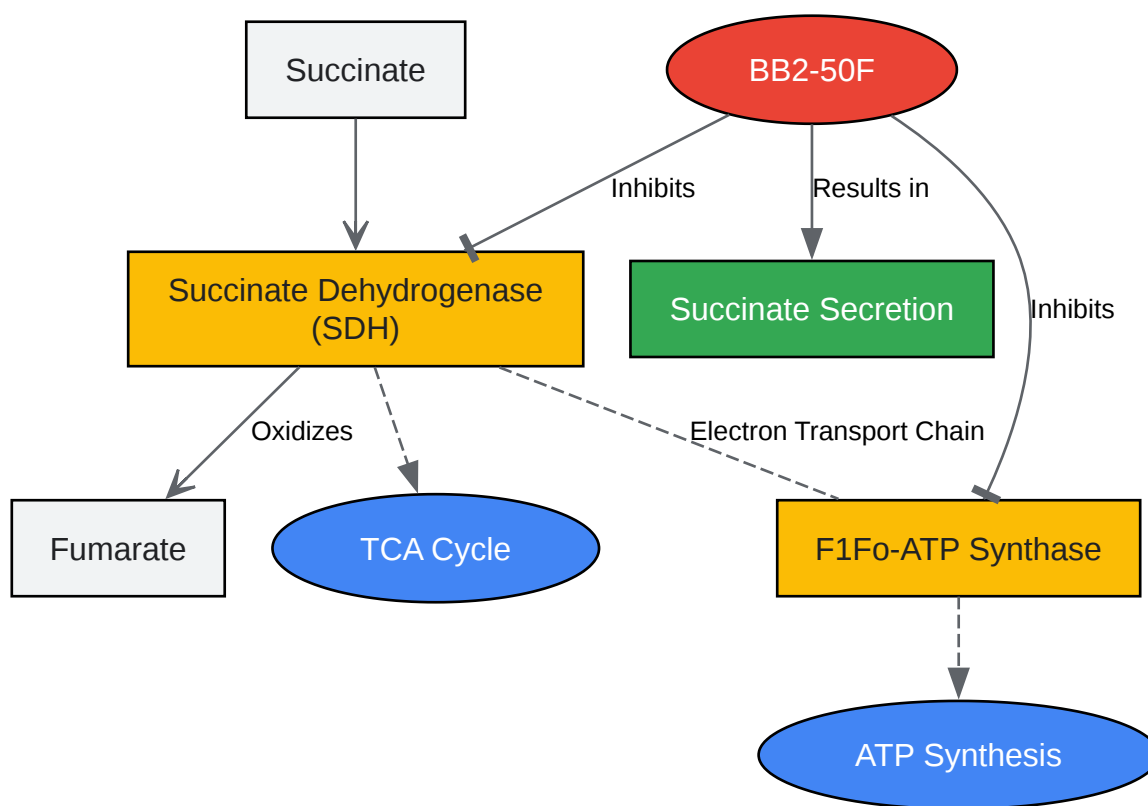 Succinate
BB2-50F
Inhibits
Results in
Succinate Dehydrogenase
(SDH)
Succinate Secretion
Inhibits
Oxidizes
Electron Transport Chain
Fumarate
TCA Cycle
F1Fo-ATP Synthase
ATP Synthesis